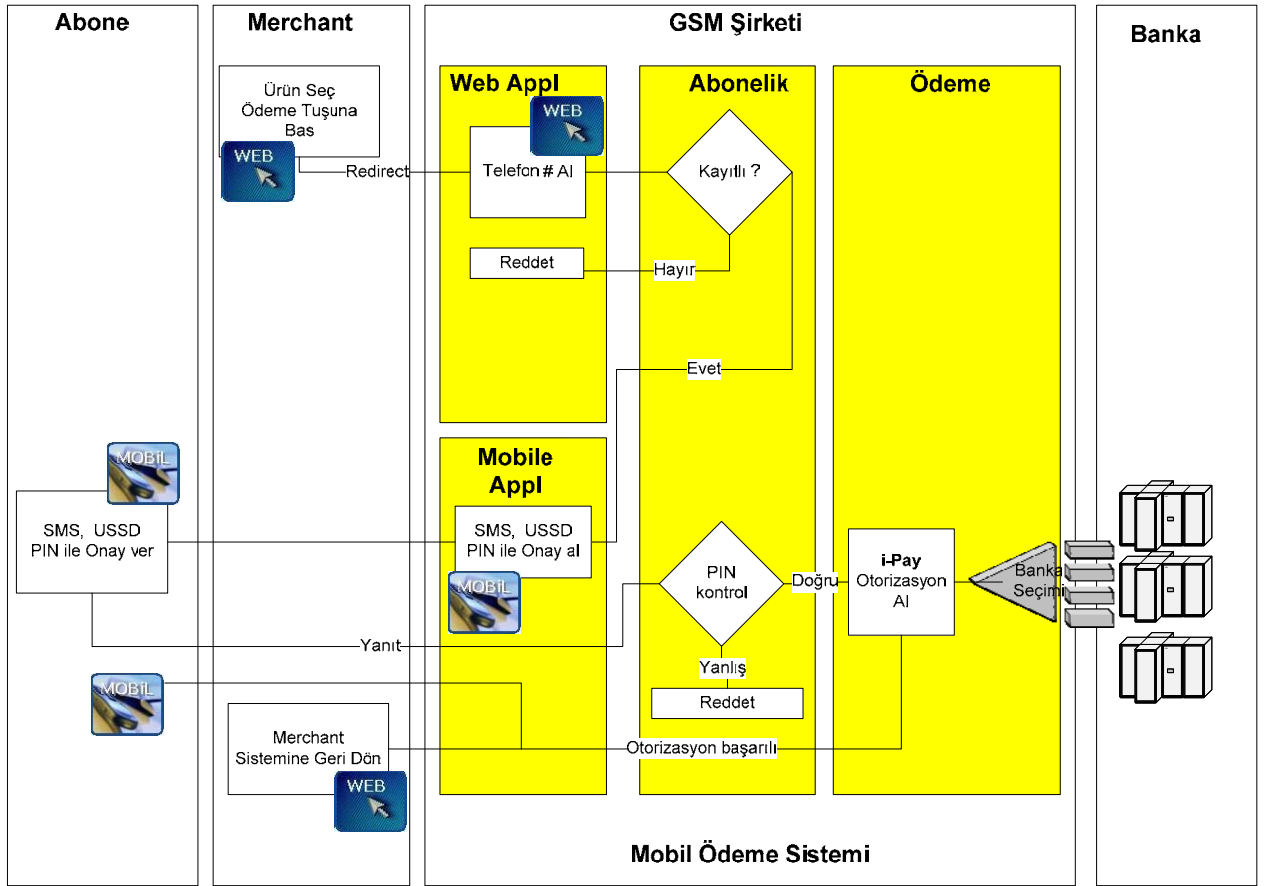 Abone
Merchant
GSM Şirketi
Banka
Web Appl
Abonelik
Ödeme
Ürün Seç
Ödeme Tuşuna
Bas
WEB
Redirect
WEB
Telefon # Al
Kayıtlı ?
Reddet
Hayır
Evet
MOBiL
Mobile
Appl
SMS, USSD
PIN ile Onay ver
SMS, USSD
PIN ile Onay al
MOBiL
PIN
kontrol
Doğru
i-Pay
Otorizasyon
Al
Banka
Seçimi
Yanıt
Yanlış
Reddet
MOBiL
Merchant
Sistemine Geri Dön
WEB
Otorizasyon başarılı
Mobil Ödeme Sistemi